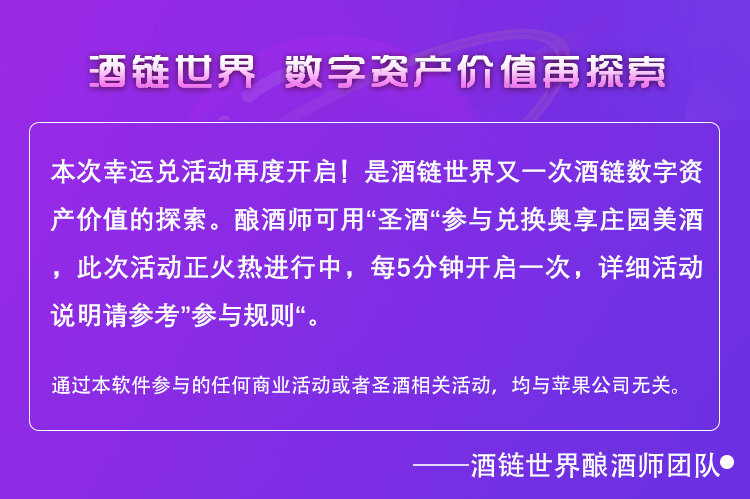 酒链世界 数字资产价值再探索
本次幸运兑活动再度开启！是酒链世界又一次酒链数字资
产价值的探索。酿酒师可用“圣酒“参与兑换奥享庄园美酒
，此次活动正火热进行中，每5分钟开启一次，详细活动
说明请参考”参与规则“。
通过本软件参与的任何商业活动或者圣酒相关活动，均与苹果公司无关。
——酒链世界酿酒师团队